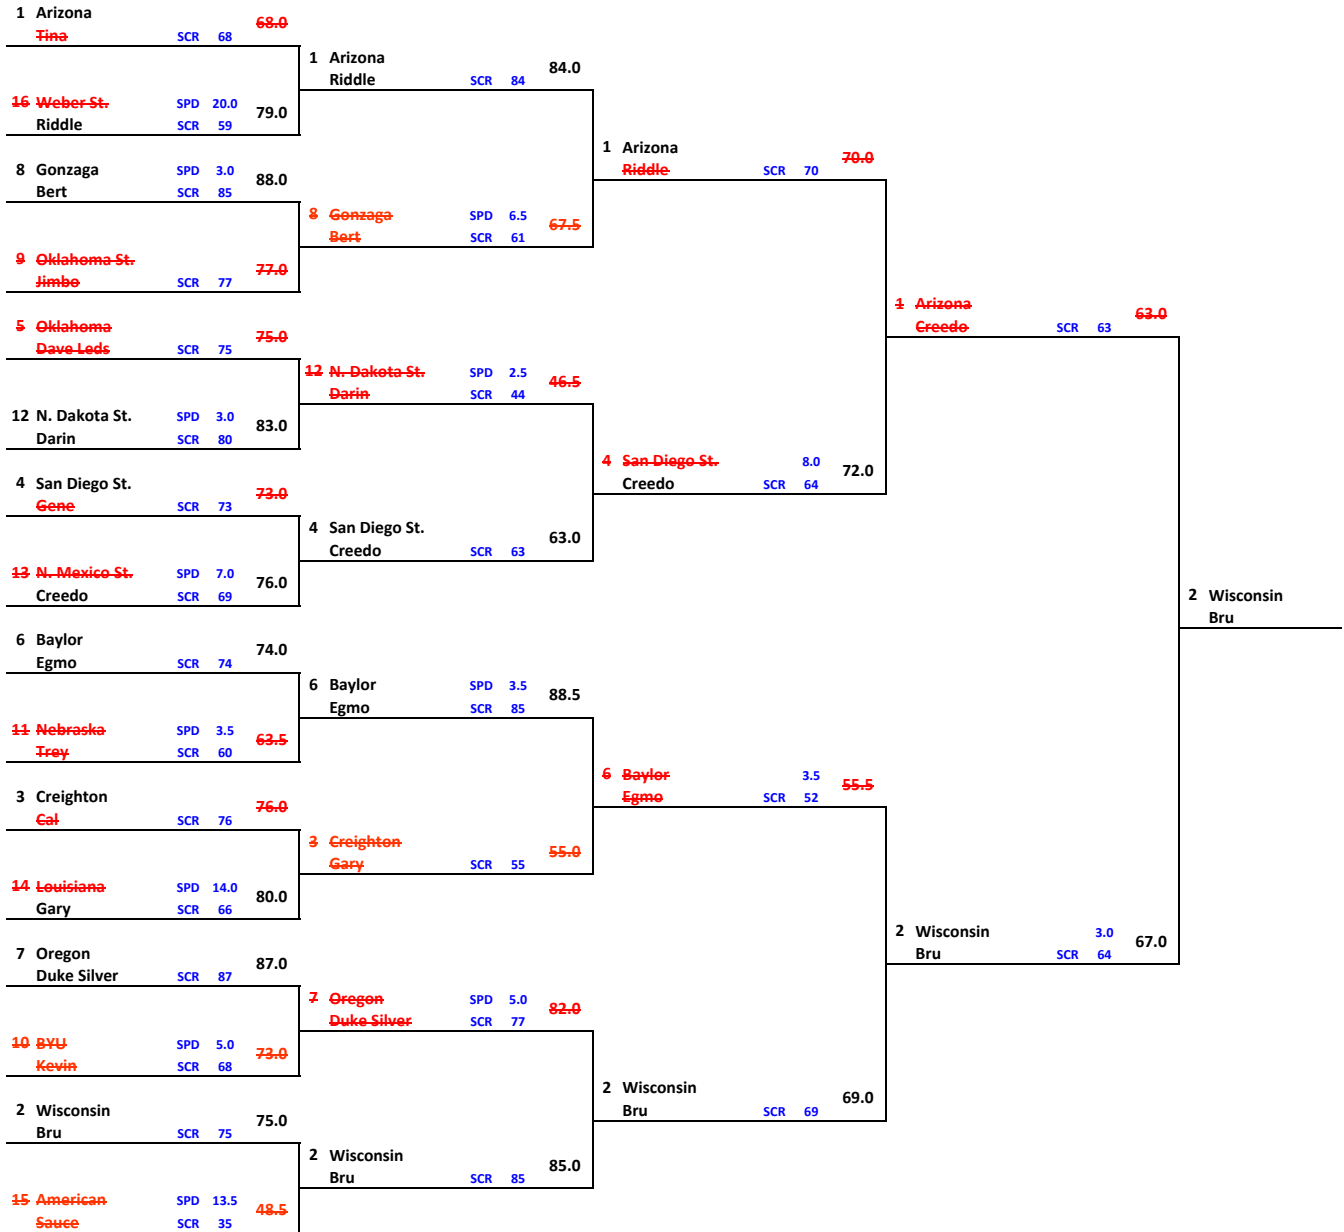 1 Arizona
68.0
Tina SCR 68
16 Weber St. SPD 20.0
79.0
Riddle SCR 59
8 Gonzaga SPD 3.0
88.0
Bert SCR 85
9 Oklahoma St.
77.0
Jimbo SCR 77
5 Oklahoma
75.0
Dave Leds SCR 75
12 N. Dakota St. SPD 3.0
83.0
Darin SCR 80
4 San Diego St.
73.0
Gene SCR 73
13 N. Mexico St. SPD 7.0
76.0
Creedo SCR 69
6 Baylor
74.0
Egmo SCR 74
11 Nebraska SPD 3.5
63.5
Trey SCR 60
3 Creighton
76.0
Cal SCR 76
14 Louisiana SPD 14.0
80.0
Gary SCR 66
7 Oregon
87.0
Duke Silver SCR 87
10 BYU SPD 5.0
73.0
Kevin SCR 68
2 Wisconsin
75.0
Bru SCR 75
15 American SPD 13.5
48.5
Sauce SCR 35
1 Arizona
84.0
Riddle SCR 84
8 Gonzaga SPD 6.5
67.5
Bert SCR 61
12 N. Dakota St. SPD 2.5
46.5
Darin SCR 44
4 San Diego St.
63.0
Creedo SCR 63
6 Baylor SPD 3.5
88.5
Egmo SCR 85
3 Creighton
55.0
Gary SCR 55
7 Oregon SPD 5.0
82.0
Duke Silver SCR 77
2 Wisconsin
85.0
Bru SCR 85
1 Arizona
70.0
Riddle SCR 70
4 San Diego St. 8.0
72.0
Creedo SCR 64
6 Baylor 3.5
55.5
Egmo SCR 52
2 Wisconsin
69.0
Bru SCR 69
1 Arizona
63.0
Creedo SCR 63
2 Wisconsin 3.0
67.0
Bru SCR 64
2 Wisconsin
Bru